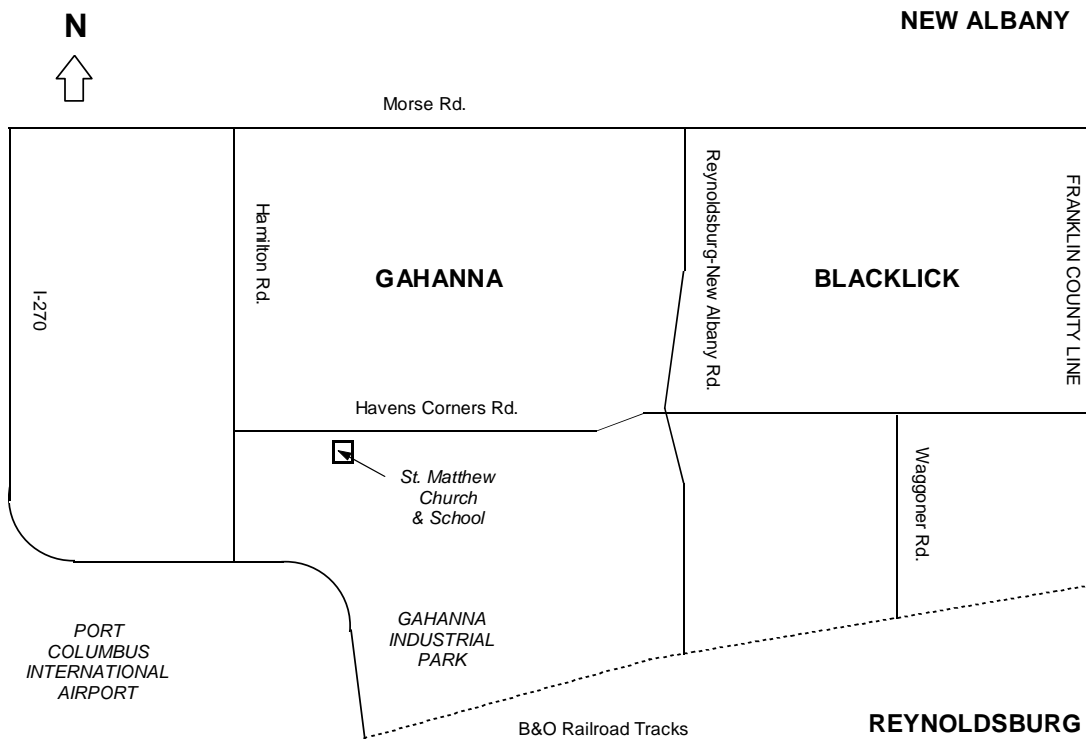 NEW ALBANY
N
Morse Rd.
Hamilton Rd.
Reynoldsburg-New Albany Rd.
FRANKLIN COUNTY LINE
I-270
GAHANNA
BLACKLICK
Havens Corners Rd.
St. Matthew
Church
& School
Waggoner Rd.
PORT
COLUMBUS
INTERNATIONAL
AIRPORT
GAHANNA
INDUSTRIAL
PARK
B&O Railroad Tracks
REYNOLDSBURG